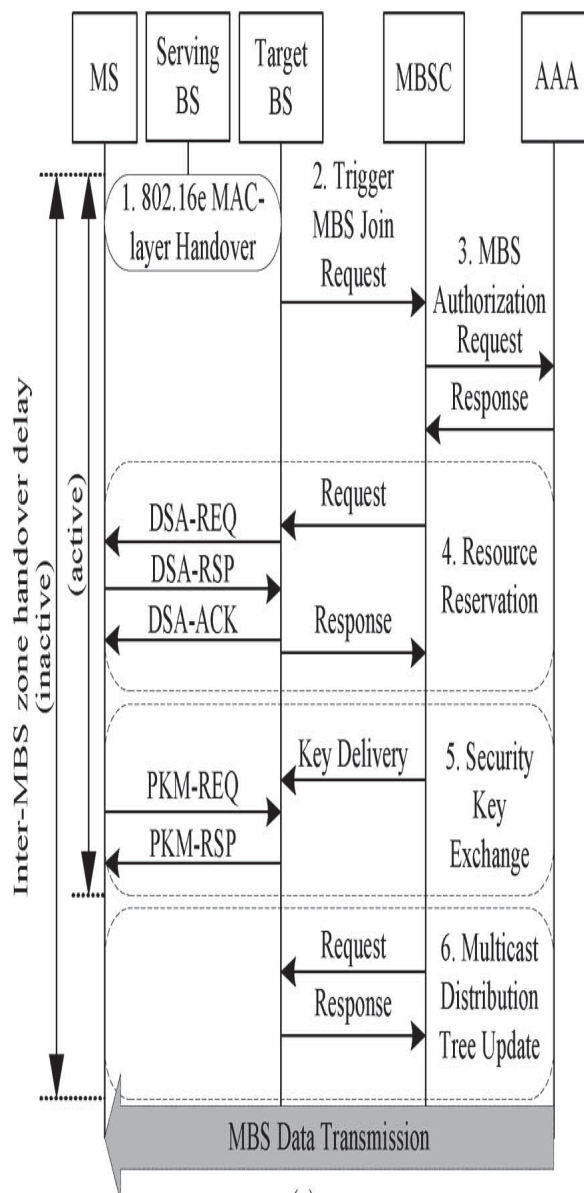 MS
Serving
BS
Target
BS
MBSC
AAA
1. 802.16e MAC-
layer Handover
2. Trigger
MBS Join
Request
3. MBS
Authorization
Request
Response
Inter-MBS zone handover delay
(inactive)
(active)
Request
DSA-REQ
DSA-RSP
DSA-ACK
Response
4. Resource
Reservation
Key Delivery
PKM-REQ
PKM-RSP
5. Security
Key
Exchange
Request
Response
6. Multicast
Distribution
Tree Update
MBS Data Transmission